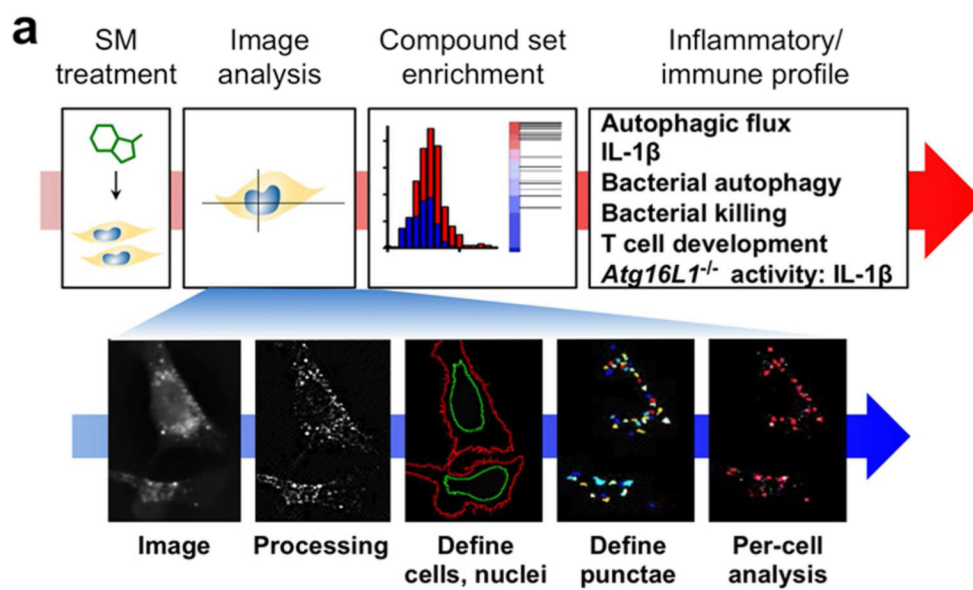 a
SM
treatment
Image
analysis
Compound set
enrichment
Inflammatory/
immune profile
Autophagic flux
IL-1β
Bacterial autophagy
Bacterial killing
T cell development
Atg16L1-/- activity: IL-1β
Image
Processing
Define
cells, nuclei
Define
punctae
Per-cell
analysis